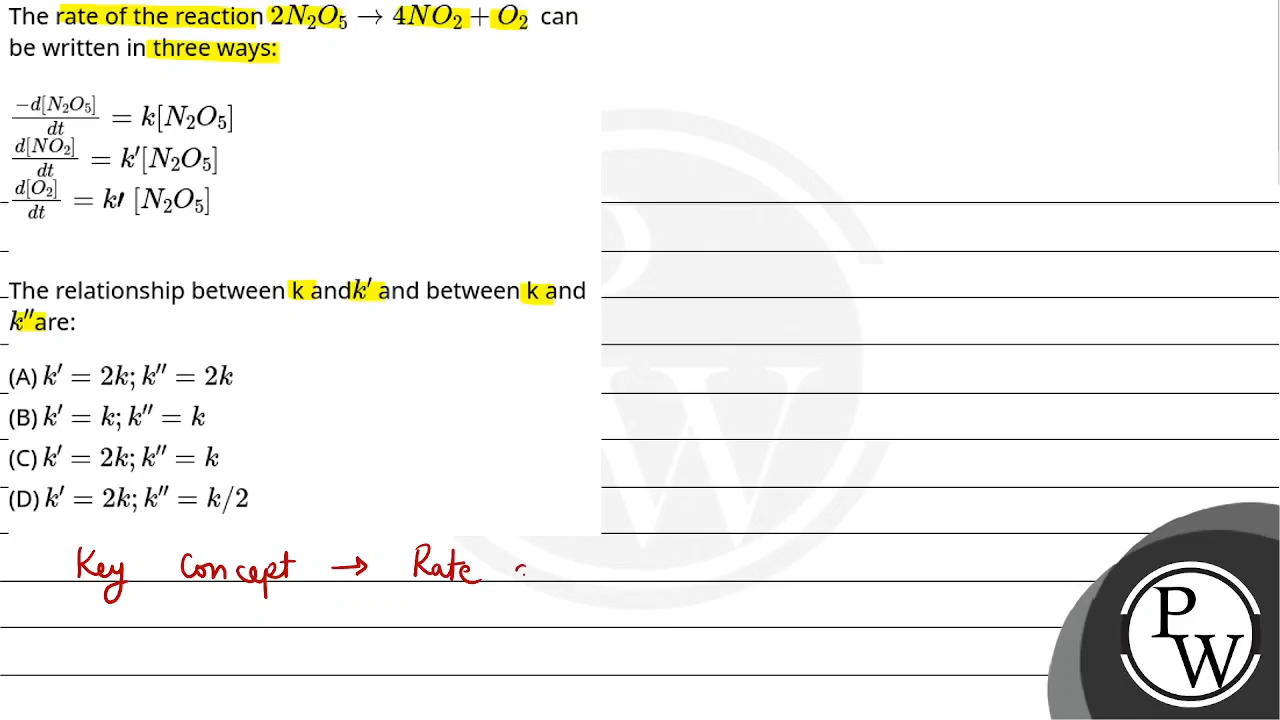 The rate of the reaction 2N₂O₅ → 4NO₂ + O₂ can
be written in three ways:
−d[N₂O₅]/dt = k[N₂O₅]
d[NO₂]/dt = k′[N₂O₅]
d[O₂]/dt = k′ [N₂O₅]
The relationship between k and k′ and between k and
k″ are:
(A) k′ = 2k; k″ = 2k
(B) k′ = k; k″ = k
(C) k′ = 2k; k″ = k
(D) k′ = 2k; k″ = k/2
Key Concept → Rate
P
W